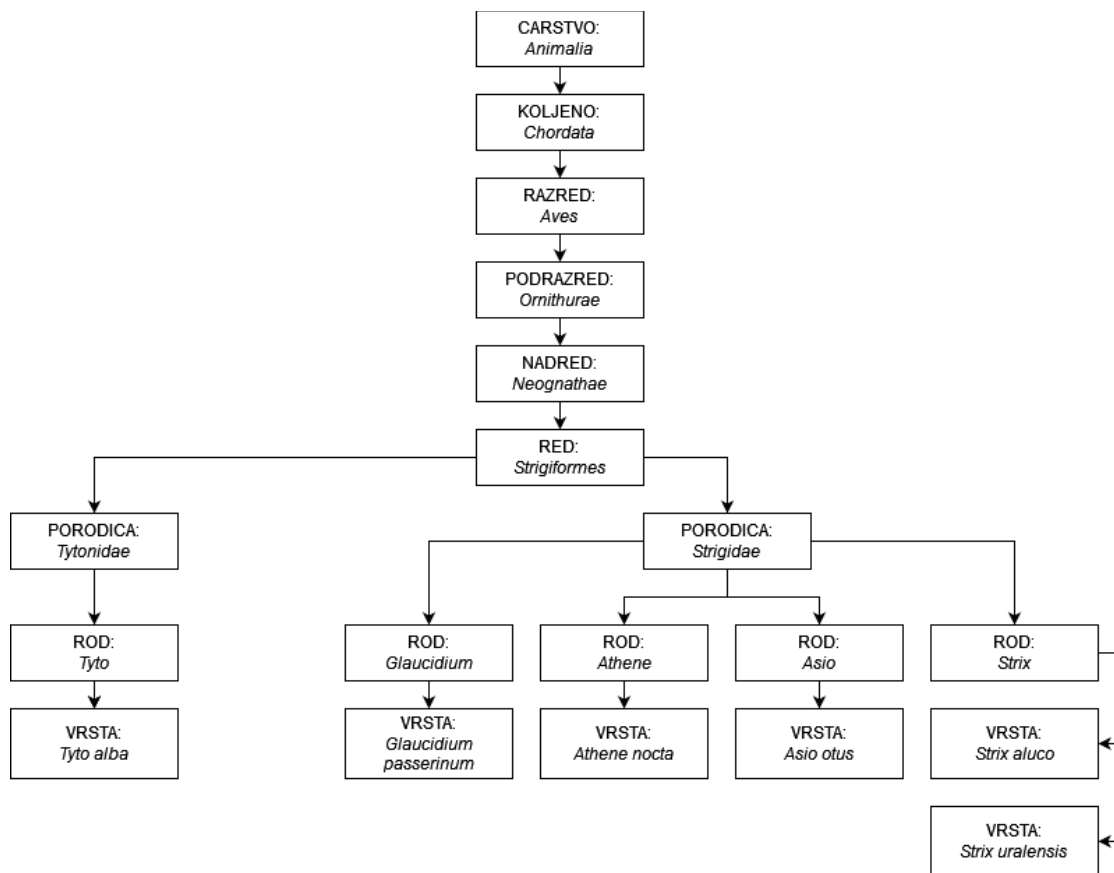 CARSTVO:
Animalia
KOLJENO:
Chordata
RAZRED:
Aves
PODRAZRED:
Ornithurae
NADRED:
Neognathae
RED:
Strigiformes
PORODICA:
Tytonidae
PORODICA:
Strigidae
ROD:
Tyto
ROD:
Glaucidium
ROD:
Athene
ROD:
Asio
ROD:
Strix
VRSTA:
Tyto alba
VRSTA:
Glaucidium
passerinum
VRSTA:
Athene nocta
VRSTA:
Asio otus
VRSTA:
Strix aluco
VRSTA:
Strix uralensis